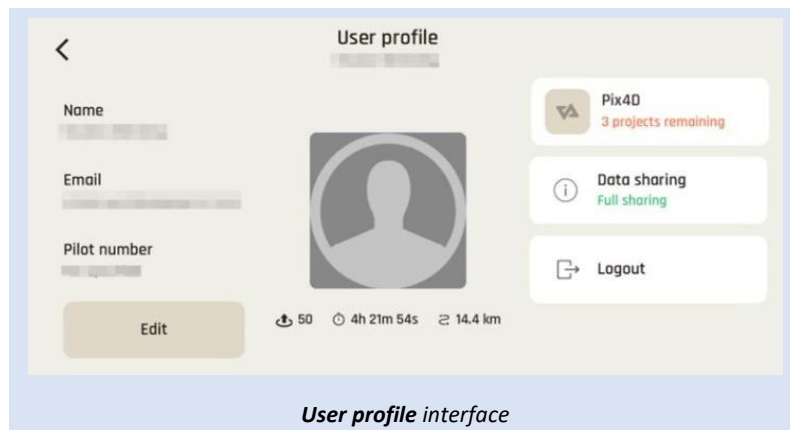 User profile
Name
Email
Pilot number
Edit
50 4h 21m 54s 14.4 km
Pix4D
3 projects remaining
Data sharing
Full sharing
Logout
User profile interface